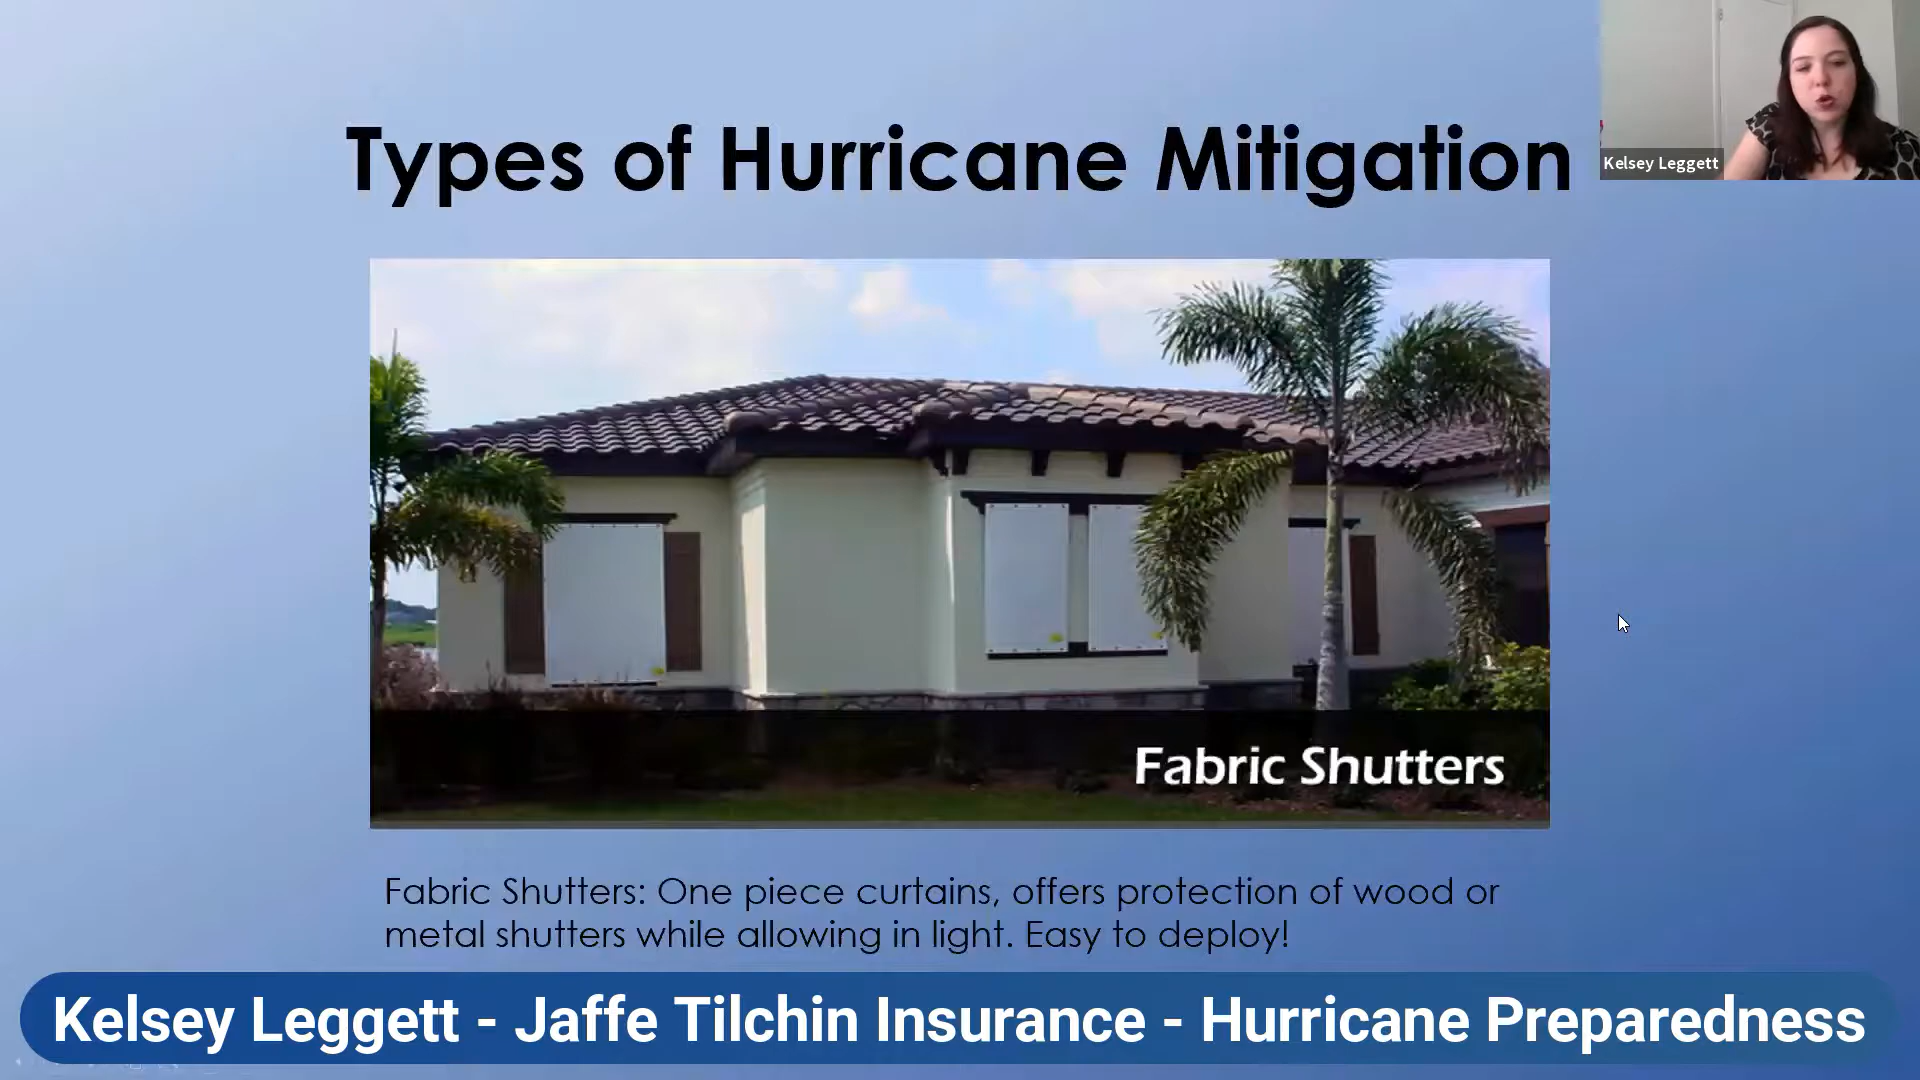 Types of Hurricane Mitigation
Kelsey Leggett
Fabric Shutters
Fabric Shutters: One piece curtains, offers protection of wood or
metal shutters while allowing in light. Easy to deploy!
Kelsey Leggett - Jaffe Tilchin Insurance - Hurricane Preparedness